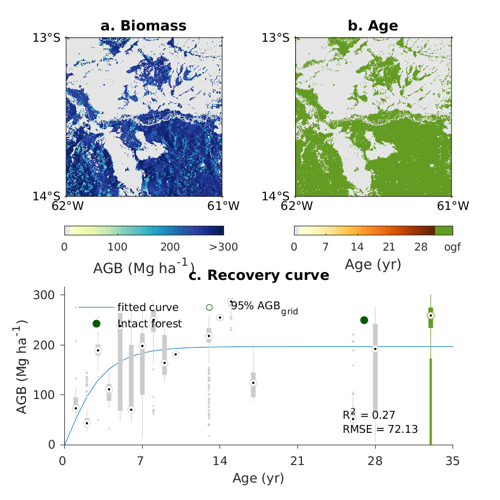 a. Biomass
b. Age
13°S
13°S
14°S
14°S
62°W
61°W
62°W
61°W
0
100
200
>300
0
7
14
21
28
ogf
AGB (Mg ha⁻¹)
Age (yr)
c. Recovery curve
300
200
100
0
AGB (Mg ha⁻¹)
fitted curve
95% AGBgrid
Intact forest
R² = 0.27
RMSE = 72.13
0
7
14
21
28
35
Age (yr)